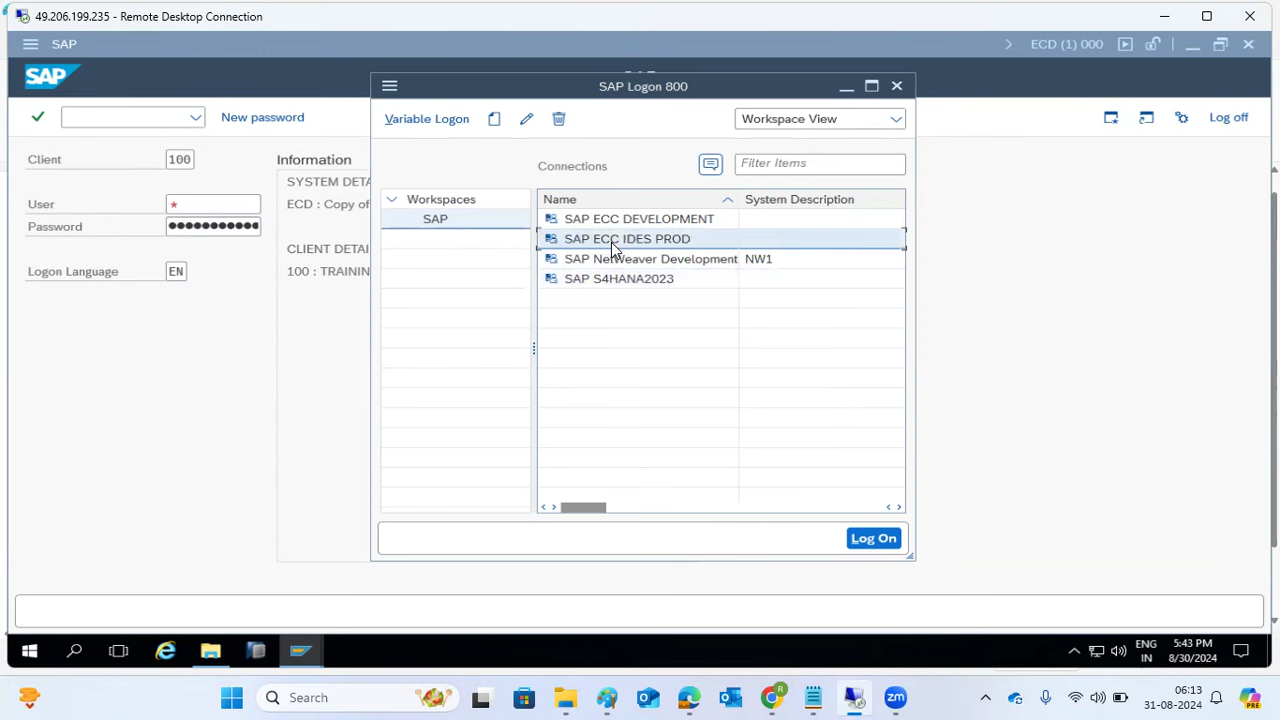 49.206.199.235 - Remote Desktop Connection
SAP
ECD (1) 000
SAP
New password
Log off
Client 100
User *
Password ●●●●●●●●●●●●
Logon Language EN
Information
SYSTEM DETA
ECD : Copy of
CLIENT DETAI
100 : TRAININ
SAP Logon 800
Variable Logon
Workspace View
Connections
Filter Items
Workspaces
SAP
Name System Description
SAP ECC DEVELOPMENT
SAP ECC IDES PROD
SAP NetWeaver Development NW1
SAP S4HANA2023
Log On
ENG
IN
5:43 PM
8/30/2024
Search
06:13
31-08-2024
PRE
zm